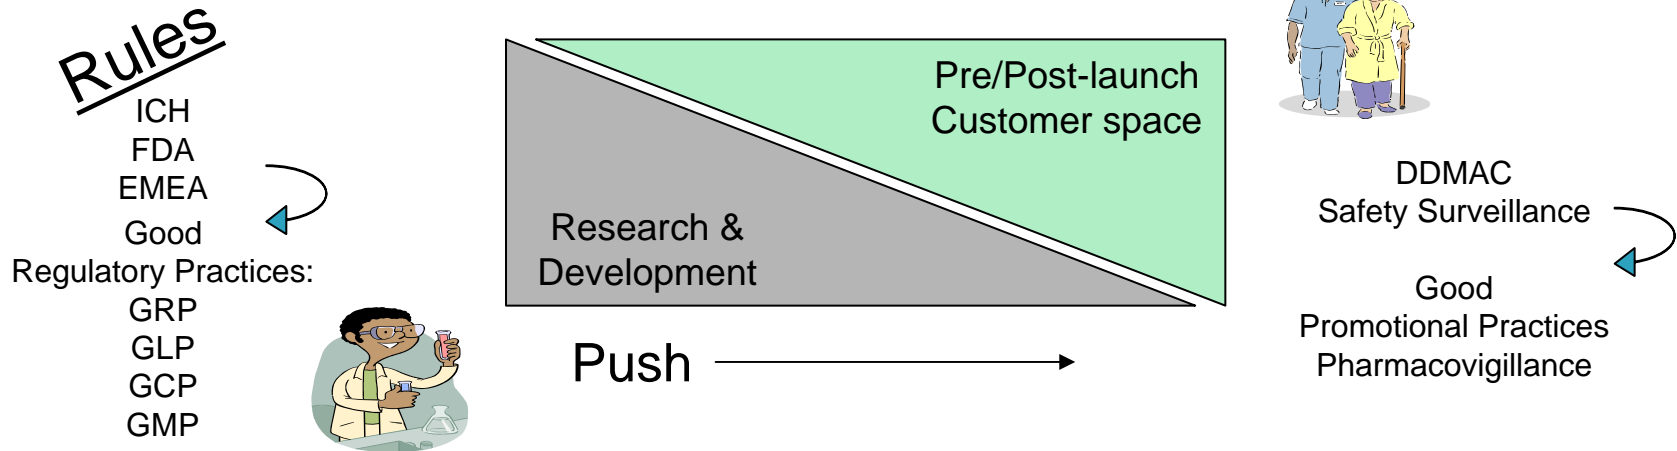 Rules
ICH
FDA
EMEA
Good
Regulatory Practices:
GRP
GLP
GCP
GMP
Pre/Post-launch
Customer space
Research &
Development
Push
DDMAC
Safety Surveillance
Good
Promotional Practices
Pharmacovigillance